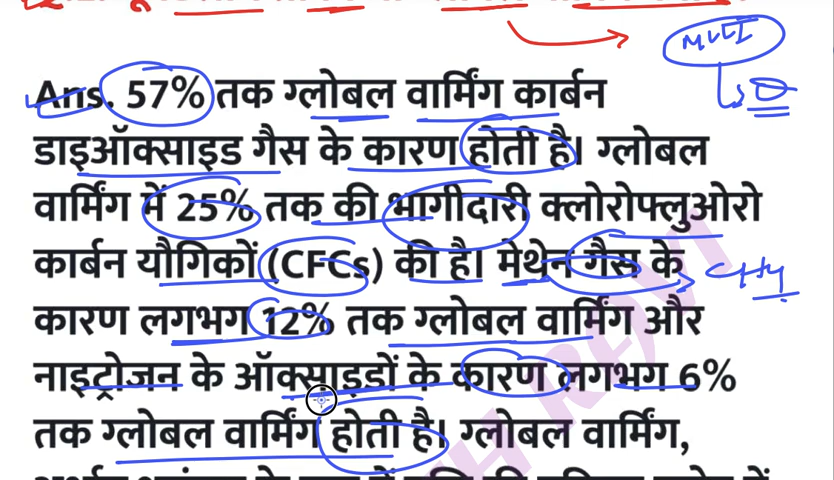 Ans. 57% तक ग्लोबल वार्मिंग कार्बन
डाइऑक्साइड गैस के कारण होती है। ग्लोबल
वार्मिंग में 25% तक की भागीदारी क्लोरोफ्लुओरो
कार्बन यौगिकों (CFCs) की है। मेथेन गैस के
CH4
कारण लगभग 12% तक ग्लोबल वार्मिंग और
नाइट्रोजन के ऑक्साइडों के कारण लगभग 6%
तक ग्लोबल वार्मिंग होती है। ग्लोबल वार्मिंग,